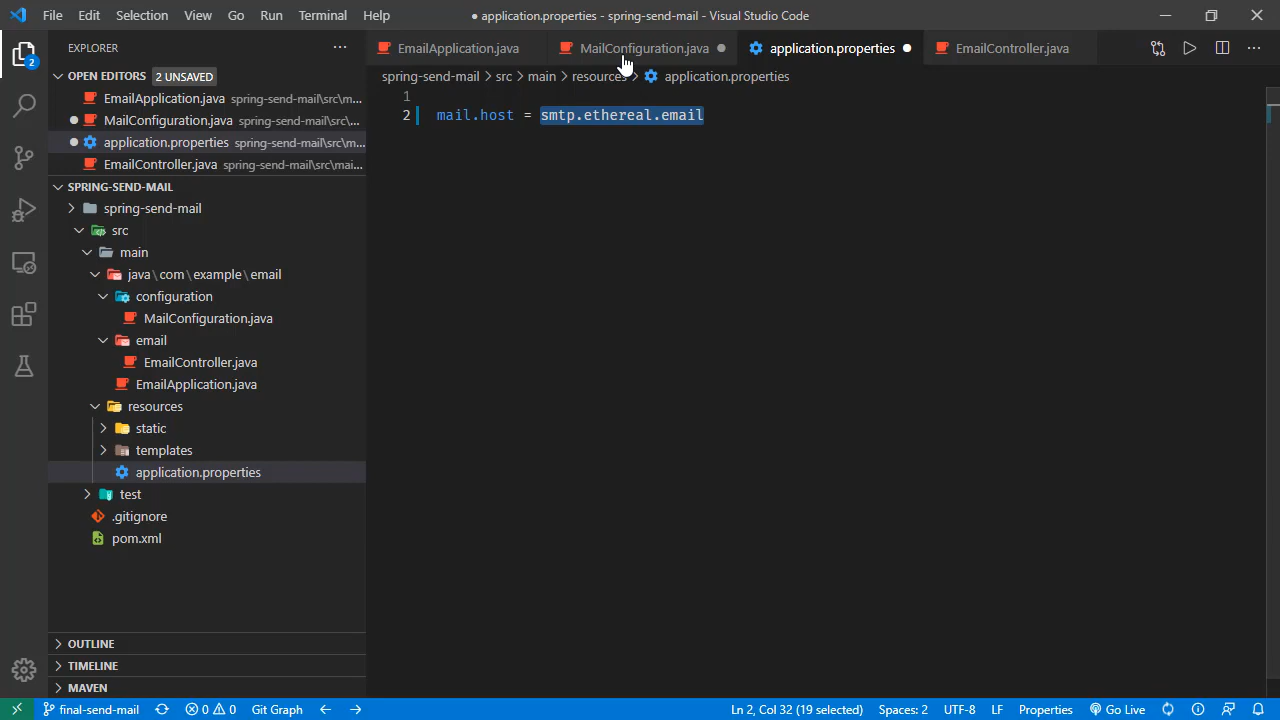 File Edit Selection View Go Run Terminal Help
● application.properties - spring-send-mail - Visual Studio Code
EXPLORER ···
EmailApplication.java MailConfiguration.java ● application.properties ● EmailController.java
OPEN EDITORS 2 UNSAVED
spring-send-mail > src > main > resources > application.properties
EmailApplication.java spring-send-mail\src\m...
1
MailConfiguration.java spring-send-mail\sr...
2 mail.host = smtp.ethereal.email
application.properties spring-send-mail\src\m...
EmailController.java spring-send-mail\src\mai...
SPRING-SEND-MAIL
spring-send-mail
src
main
java\com\example\email
configuration
MailConfiguration.java
email
EmailController.java
EmailApplication.java
resources
static
templates
application.properties
test
.gitignore
pom.xml
OUTLINE
TIMELINE
MAVEN
2
final-send-mail 0 0 Git Graph Ln 2, Col 32 (19 selected) Spaces: 2 UTF-8 LF Properties Go Live